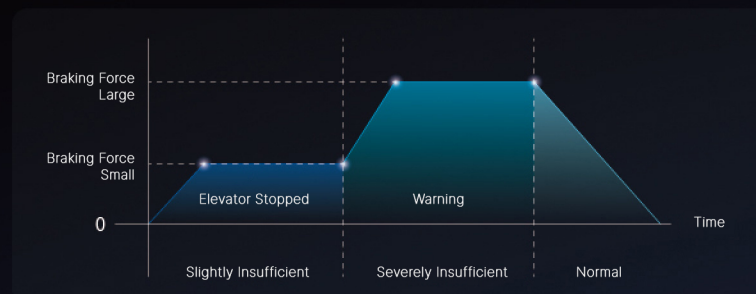 Braking Force
Large
Braking Force
Small
Elevator Stopped
Warning
0
Time
Slightly Insufficient
Severely Insufficient
Normal